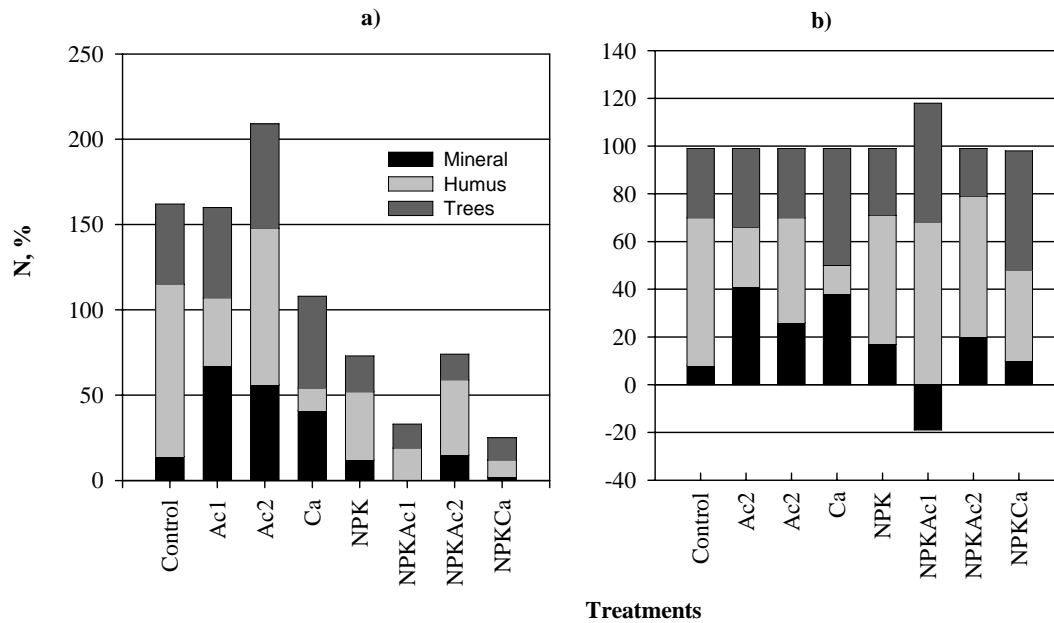 a)
b)
N, %
250
200
150
100
50
0
Mineral
Humus
Trees
Control
Ac1
Ac2
Ca
NPK
NPKAc1
NPKAc2
NPKCa
140
120
100
80
60
40
20
0
-20
-40
Control
Ac2
Ac2
Ca
NPK
NPKAc1
NPKAc2
NPKCa
Treatments